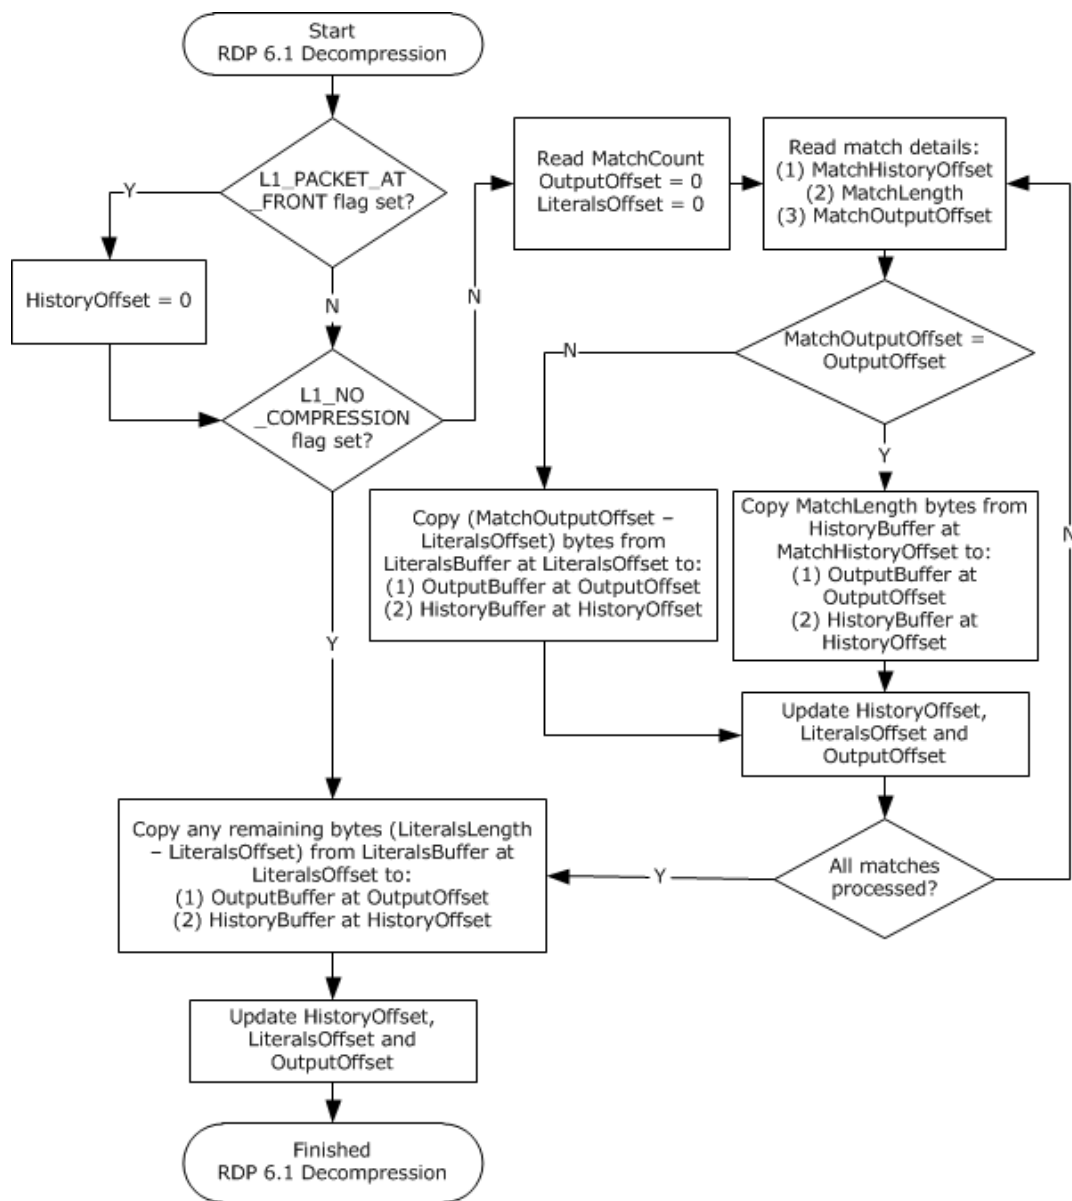 Start
RDP 6.1 Decompression
L1_PACKET_AT
_FRONT flag set?
Y
N
HistoryOffset = 0
L1_NO
_COMPRESSION
flag set?
N
Y
Read MatchCount
OutputOffset = 0
LiteralsOffset = 0
Read match details:
(1) MatchHistoryOffset
(2) MatchLength
(3) MatchOutputOffset
MatchOutputOffset =
OutputOffset
N
Y
Copy (MatchOutputOffset –
LiteralsOffset) bytes from
LiteralsBuffer at LiteralsOffset to:
(1) OutputBuffer at OutputOffset
(2) HistoryBuffer at HistoryOffset
Copy MatchLength bytes from
HistoryBuffer at
MatchHistoryOffset to:
(1) OutputBuffer at
OutputOffset
(2) HistoryBuffer at
HistoryOffset
Update HistoryOffset,
LiteralsOffset and
OutputOffset
All matches
processed?
N
Y
Copy any remaining bytes (LiteralsLength
– LiteralsOffset) from LiteralsBuffer at
LiteralsOffset to:
(1) OutputBuffer at OutputOffset
(2) HistoryBuffer at HistoryOffset
Update HistoryOffset,
LiteralsOffset and
OutputOffset
Finished
RDP 6.1 Decompression